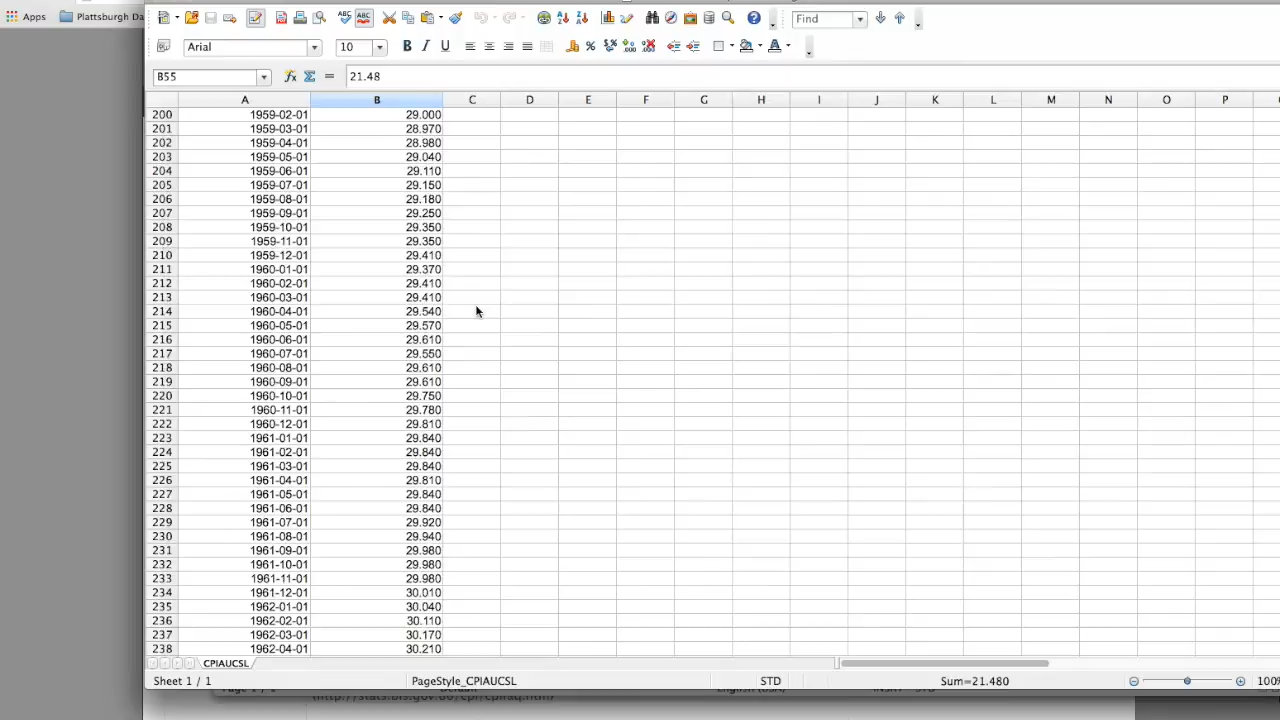 Apps Plattsburgh Da
Find
Arial 10 B I U
B55 21.48
A B C D E F G H I J K L M N O P
200 1959-02-01 29.000
201 1959-03-01 28.970
202 1959-04-01 28.980
203 1959-05-01 29.040
204 1959-06-01 29.110
205 1959-07-01 29.150
206 1959-08-01 29.180
207 1959-09-01 29.250
208 1959-10-01 29.350
209 1959-11-01 29.350
210 1959-12-01 29.410
211 1960-01-01 29.370
212 1960-02-01 29.410
213 1960-03-01 29.410
214 1960-04-01 29.540
215 1960-05-01 29.570
216 1960-06-01 29.610
217 1960-07-01 29.550
218 1960-08-01 29.610
219 1960-09-01 29.610
220 1960-10-01 29.750
221 1960-11-01 29.780
222 1960-12-01 29.810
223 1961-01-01 29.840
224 1961-02-01 29.840
225 1961-03-01 29.840
226 1961-04-01 29.810
227 1961-05-01 29.840
228 1961-06-01 29.840
229 1961-07-01 29.920
230 1961-08-01 29.940
231 1961-09-01 29.980
232 1961-10-01 29.980
233 1961-11-01 29.980
234 1961-12-01 30.010
235 1962-01-01 30.040
236 1962-02-01 30.110
237 1962-03-01 30.170
238 1962-04-01 30.210
CPIAUCSL
Sheet 1 / 1 PageStyle_CPIAUCSL STD Sum=21.480 100%